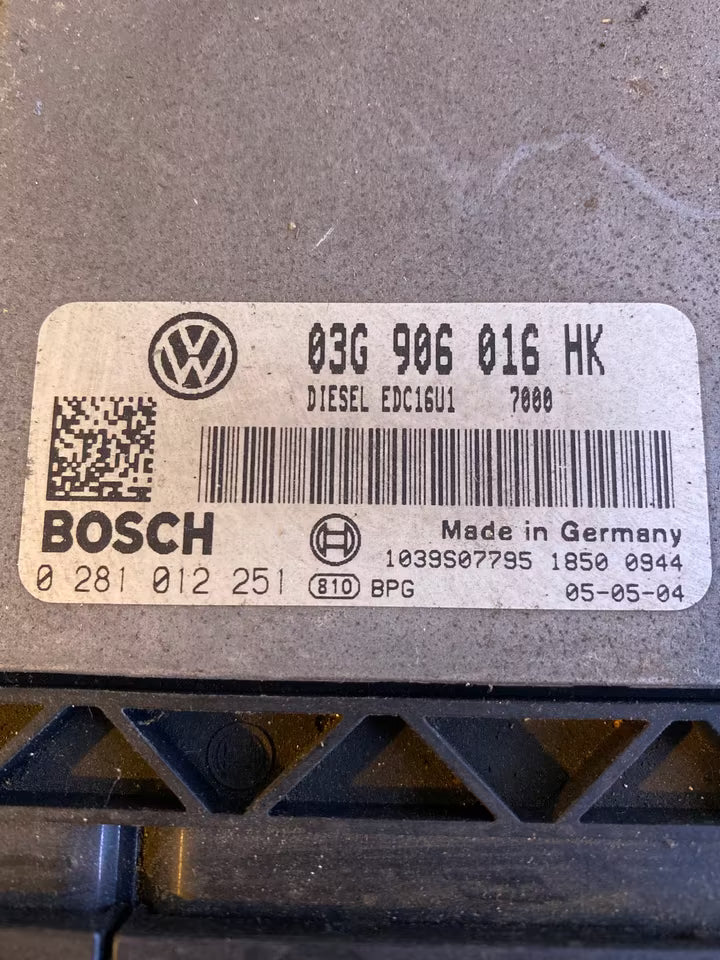 03G 906 016 HK
DIESEL EDC16U1 7000
BOSCH
Made in Germany
1039S07795 1850 0944
0 281 012 251
810 BPG
05-05-04